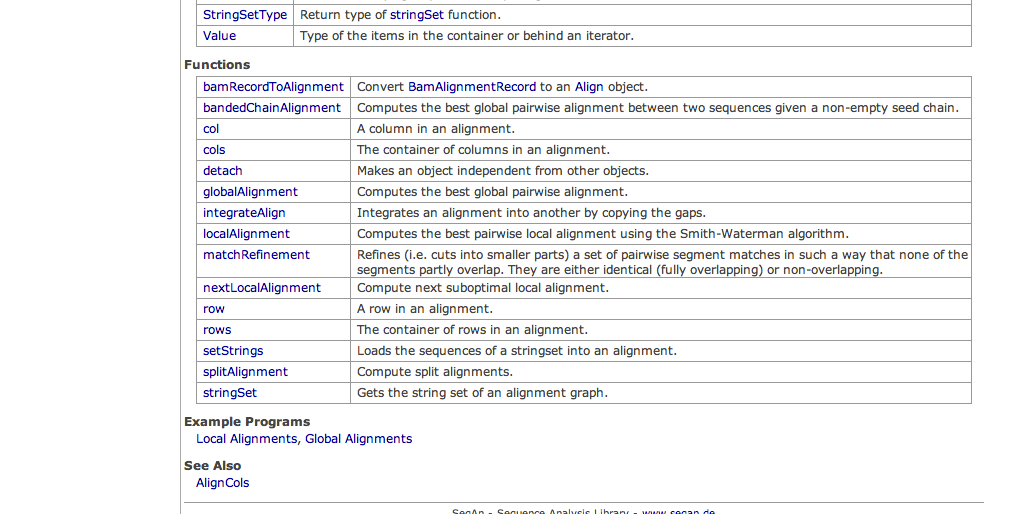 StringSetType Return type of stringSet function.
Value Type of the items in the container or behind an iterator.
Functions
bamRecordToAlignment Convert BamAlignmentRecord to an Align object.
bandedChainAlignment Computes the best global pairwise alignment between two sequences given a non-empty seed chain.
col A column in an alignment.
cols The container of columns in an alignment.
detach Makes an object independent from other objects.
globalAlignment Computes the best global pairwise alignment.
integrateAlign Integrates an alignment into another by copying the gaps.
localAlignment Computes the best pairwise local alignment using the Smith-Waterman algorithm.
matchRefinement Refines (i.e. cuts into smaller parts) a set of pairwise segment matches in such a way that none of the
segments partly overlap. They are either identical (fully overlapping) or non-overlapping.
nextLocalAlignment Compute next suboptimal local alignment.
row A row in an alignment.
rows The container of rows in an alignment.
setStrings Loads the sequences of a stringset into an alignment.
splitAlignment Compute split alignments.
stringSet Gets the string set of an alignment graph.
Example Programs
Local Alignments, Global Alignments
See Also
AlignCols
SeqAn - Sequence Analysis Library - www.seqan.de